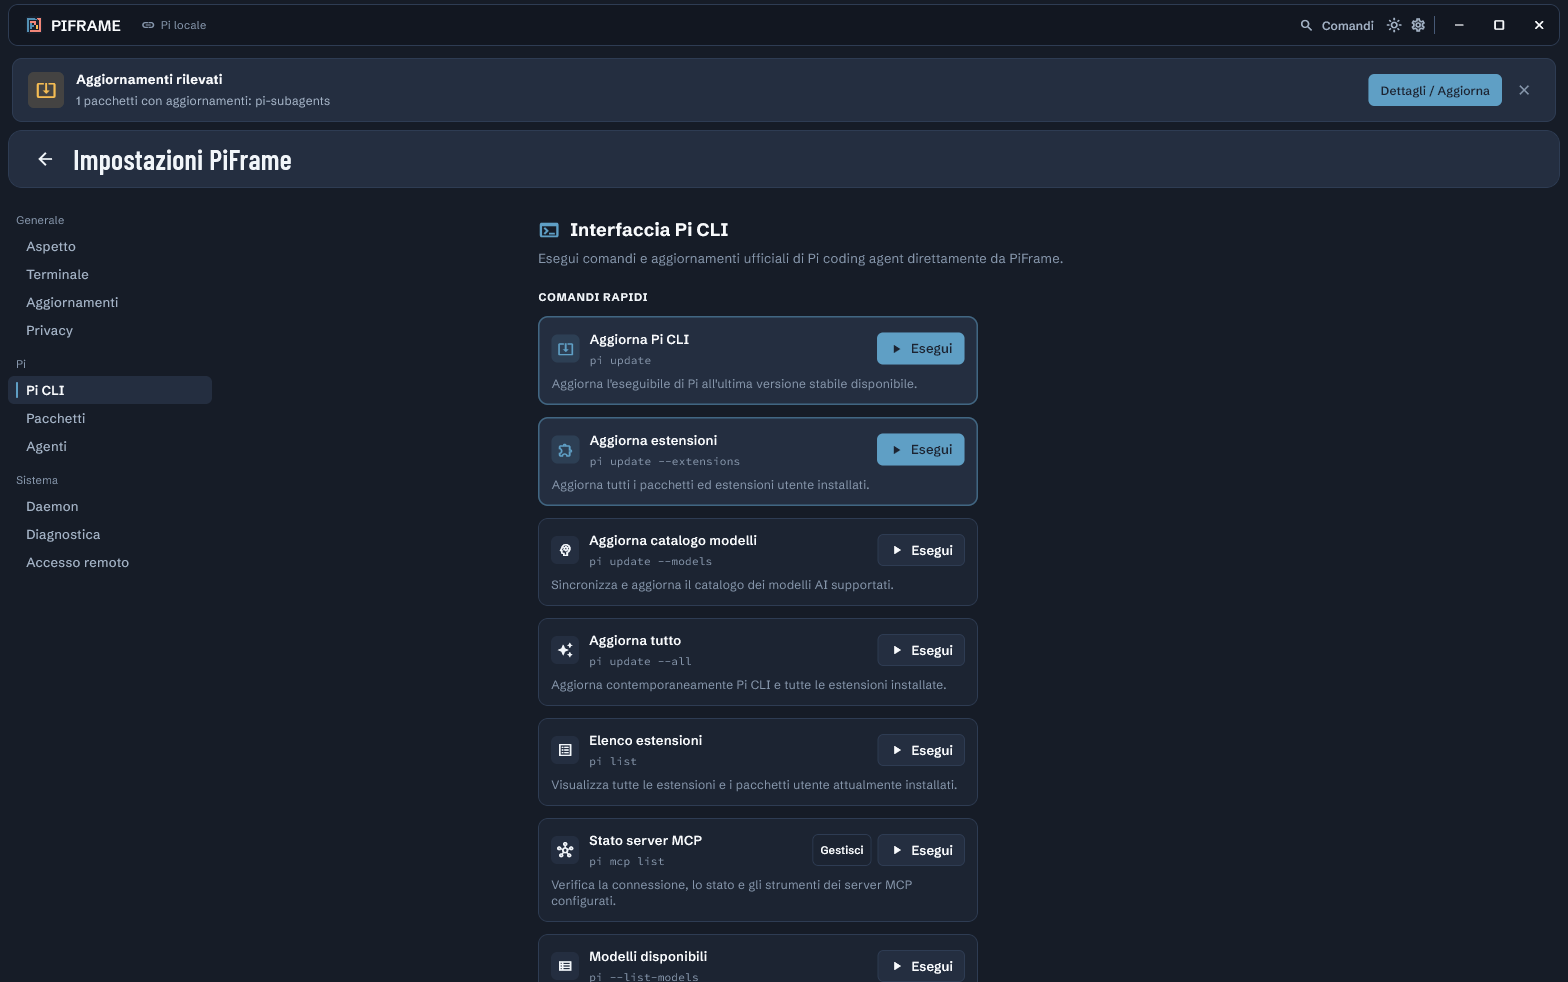 PIFRAME
Pi locale
Comandi
Aggiornamenti rilevati
1 pacchetti con aggiornamenti: pi-subagents
Dettagli / Aggiorna
Impostazioni PiFrame
Generale
Aspetto
Terminale
Aggiornamenti
Privacy
Pi
Pi CLI
Pacchetti
Agenti
Sistema
Daemon
Diagnostica
Accesso remoto
Interfaccia Pi CLI
Esegui comandi e aggiornamenti ufficiali di Pi coding agent direttamente da PiFrame.
COMANDI RAPIDI
Aggiorna Pi CLI
pi update
Esegui
Aggiorna l'eseguibile di Pi all'ultima versione stabile disponibile.
Aggiorna estensioni
pi update --extensions
Esegui
Aggiorna tutti i pacchetti ed estensioni utente installati.
Aggiorna catalogo modelli
pi update --models
Esegui
Sincronizza e aggiorna il catalogo dei modelli AI supportati.
Aggiorna tutto
pi update --all
Esegui
Aggiorna contemporaneamente Pi CLI e tutte le estensioni installate.
Elenco estensioni
pi list
Esegui
Visualizza tutte le estensioni e i pacchetti utente attualmente installati.
Stato server MCP
pi mcp list
Gestisci
Esegui
Verifica la connessione, lo stato e gli strumenti dei server MCP
configurati.
Modelli disponibili
pi --list-models
Esegui